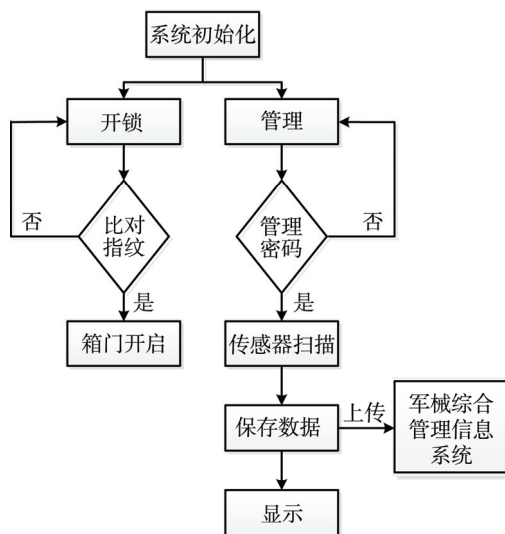 系统初始化
开锁
管理
否
比对
指纹
管理
密码
否
是
是
箱门开启
传感器扫描
保存数据
上传
军械综合
管理信息
系统
显示